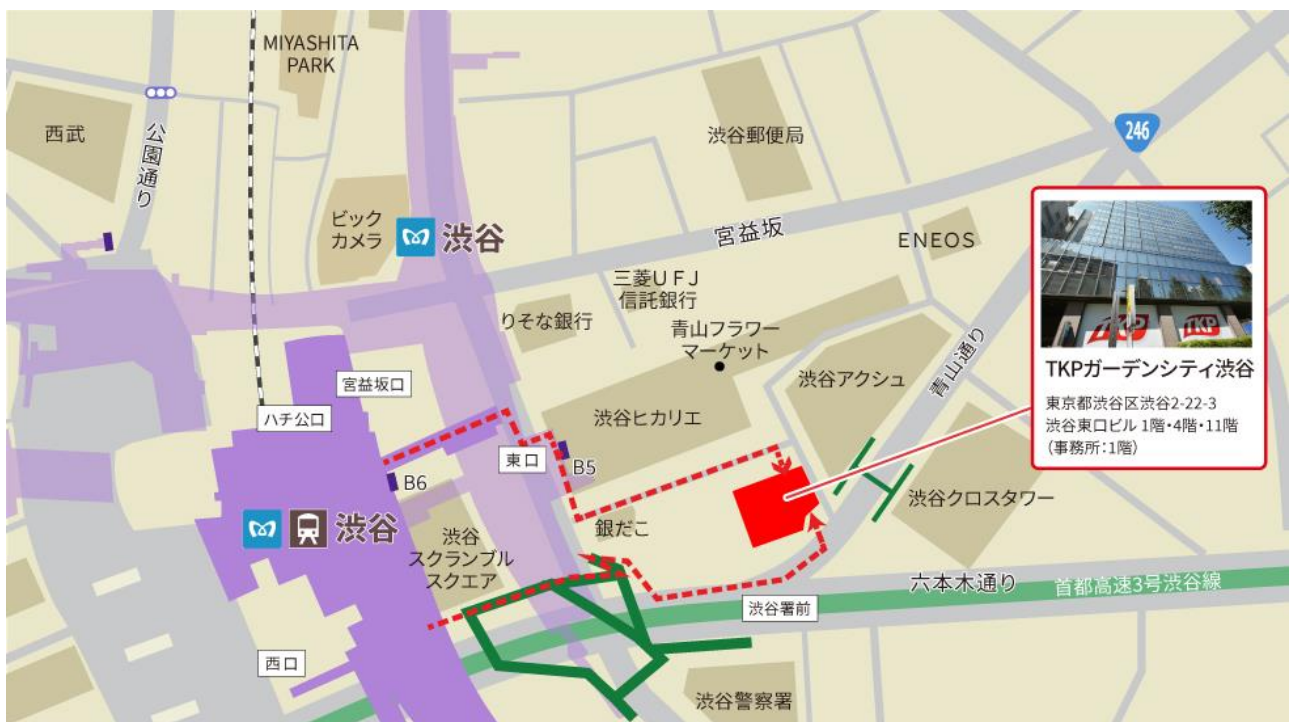 MIYASHITA
PARK
西武
公園通り
渋谷郵便局
246
ビック
カメラ
渋谷
宮益坂
ENEOS
三菱UFJ
信託銀行
りそな銀行
青山フラワー
マーケット
渋谷アクシュ
青山通り
TKP
TKP
TKPガーデンシティ渋谷
東京都渋谷区渋谷2-22-3
渋谷東口ビル 1階・4階・11階
(事務所:1階)
宮益坂口
ハチ公口
渋谷ヒカリエ
東口
B5
B6
渋谷クロスタワー
渋谷
渋谷
スクランブル
スクエア
銀だこ
六本木通り
首都高速3号渋谷線
渋谷署前
西口
渋谷警察署